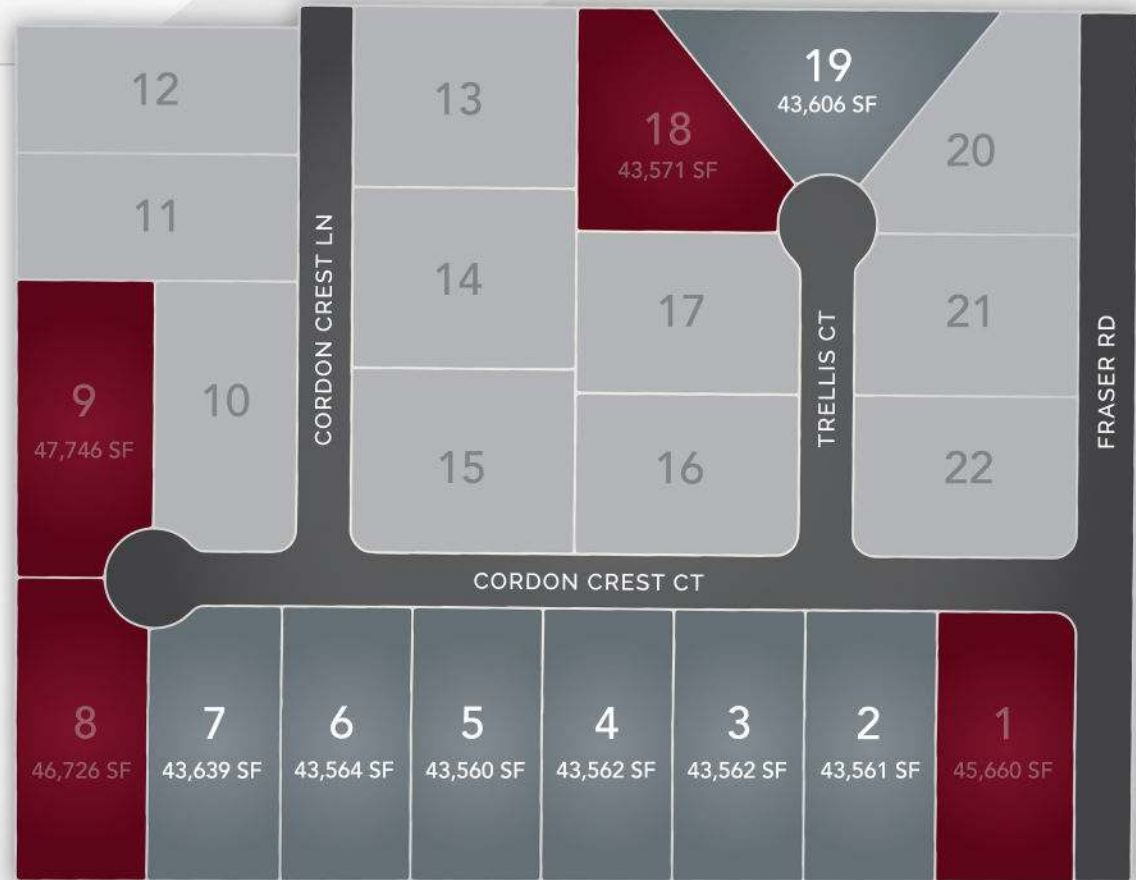 12
11
9
47,746 SF
10
CORDON CREST LN
13
14
15
18
43,571 SF
17
16
19
43,606 SF
20
21
22
TRELLIS CT
FRASER RD
CORDON CREST CT
8
46,726 SF
7
43,639 SF
6
43,564 SF
5
43,560 SF
4
43,562 SF
3
43,562 SF
2
43,561 SF
1
45,660 SF